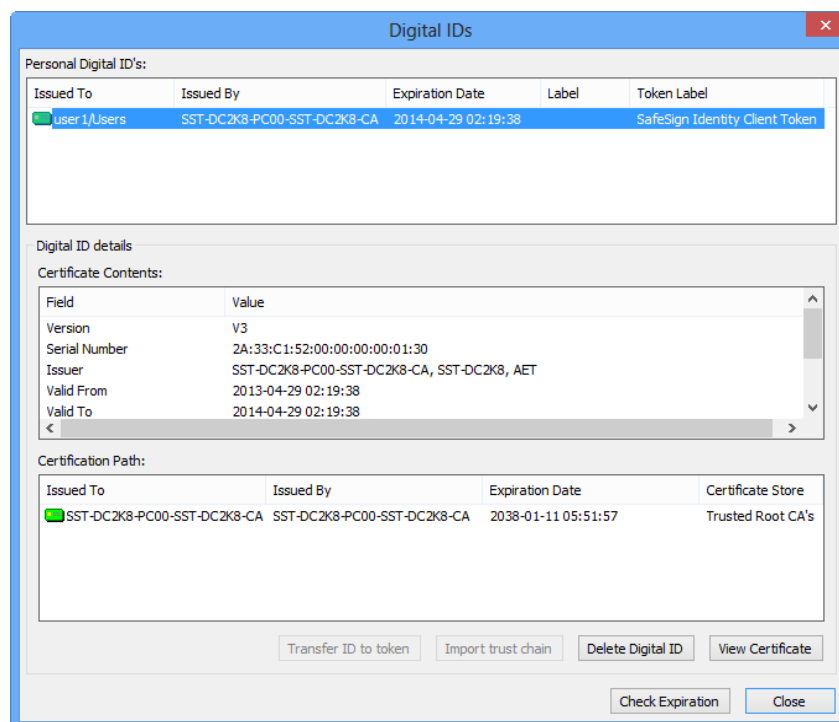 Digital IDs
Personal Digital ID's:
Issued To Issued By Expiration Date Label Token Label
user1/Users SST-DC2K8-PC00-SST-DC2K8-CA 2014-04-29 02:19:38 SafeSign Identity Client Token
Digital ID details
Certificate Contents:
Field Value
Version V3
Serial Number 2A:33:C1:52:00:00:00:00:01:30
Issuer SST-DC2K8-PC00-SST-DC2K8-CA, SST-DC2K8, AET
Valid From 2013-04-29 02:19:38
Valid To 2014-04-29 02:19:38
Certification Path:
Issued To Issued By Expiration Date Certificate Store
SST-DC2K8-PC00-SST-DC2K8-CA SST-DC2K8-PC00-SST-DC2K8-CA 2038-01-11 05:51:57 Trusted Root CA's
Transfer ID to token Import trust chain Delete Digital ID View Certificate
Check Expiration Close